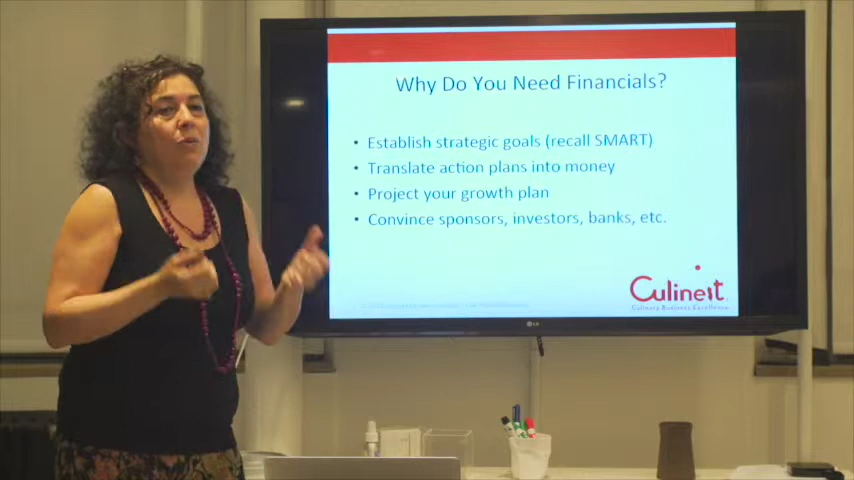 Why Do You Need Financials?
• Establish strategic goals (recall SMART)
• Translate action plans into money
• Project your growth plan
• Convince sponsors, investors, banks, etc.
Culineit
Culinary Business Excellence
LG